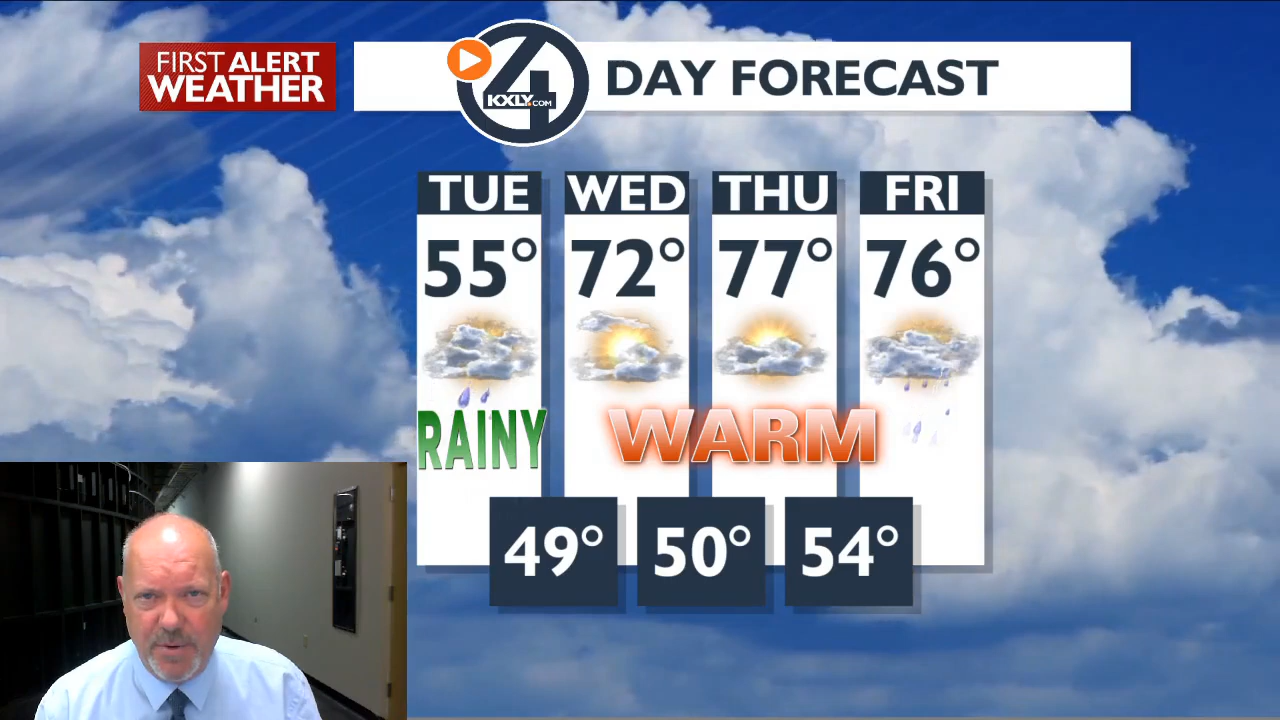 FIRST ALERT
WEATHER
4 DAY FORECAST
KXLY.COM
TUE WED THU FRI
55° 72° 77° 76°
RAINY WARM
49° 50° 54°